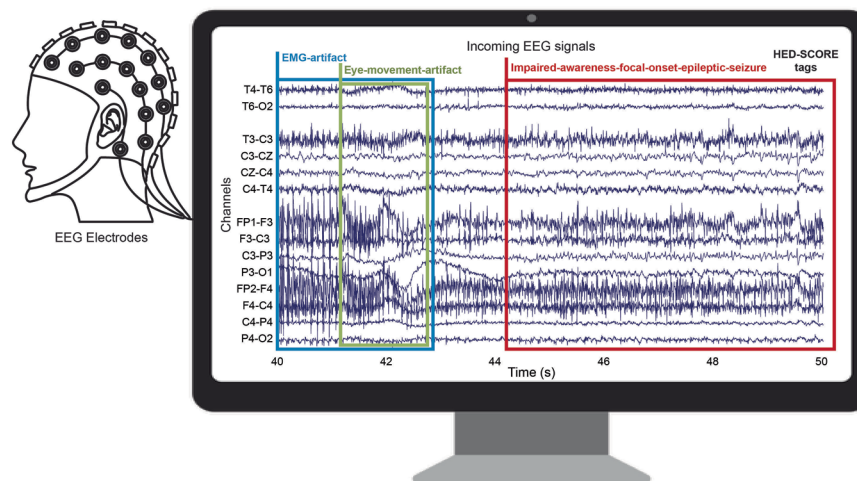 Incoming EEG signals
HED-SCORE
tags
EMG-artifact
Eye-movement-artifact
Impaired-awareness-focal-onset-epileptic-seizure
T4-T6
T6-O2
T3-C3
C3-CZ
CZ-C4
C4-T4
Channels
FP1-F3
F3-C3
C3-P3
P3-O1
FP2-F4
F4-C4
C4-P4
P4-O2
40 42 44 46 48 50
Time (s)
EEG Electrodes